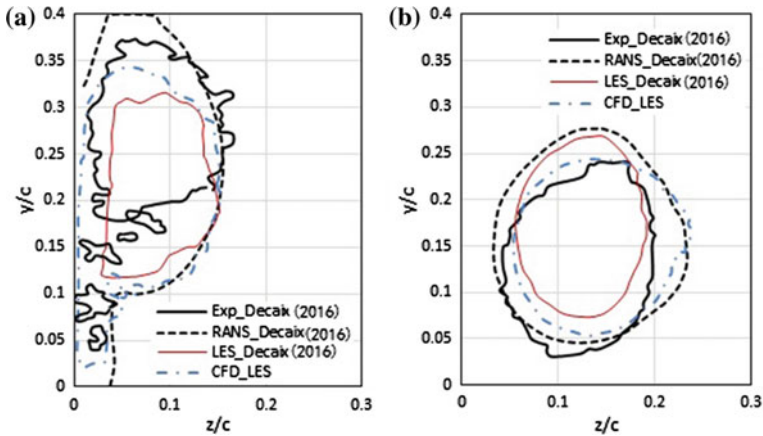 (a)
0.4
0.35
0.3
0.25
0.2
0.15
0.1
0.05
0
y/c
0
0.1
0.2
0.3
z/c
Exp_Decaix (2016)
RANS_Decaix(2016)
LES_Decaix (2016)
CFD_LES
(b)
0.4
0.35
0.3
0.25
0.2
0.15
0.1
0.05
0
y/c
0
0.1
0.2
0.3
z/c
Exp_Decaix (2016)
RANS_Decaix(2016)
LES_Decaix (2016)
CFD_LES